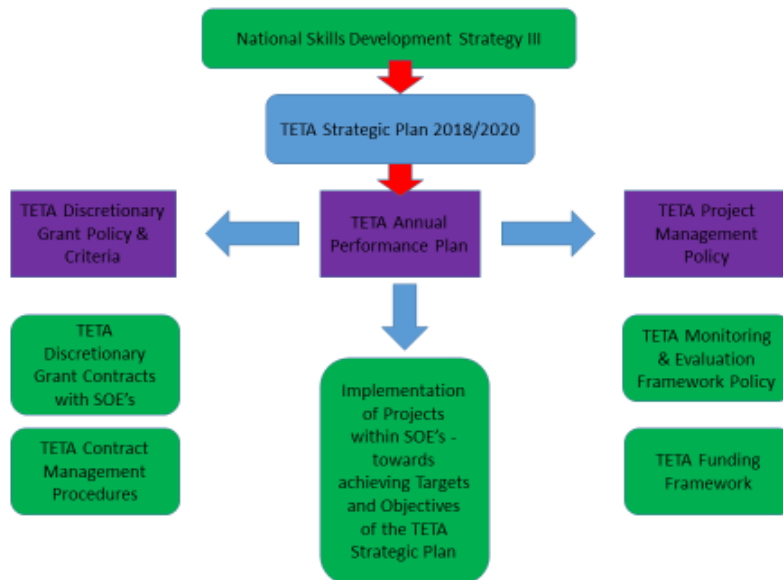 National Skills Development Strategy III
TETA Strategic Plan 2018/2020
TETA Discretionary
Grant Policy &
Criteria
TETA Annual
Performance Plan
TETA Project
Management
Policy
TETA
Discretionary
Grant Contracts
with SOE's
TETA Contract
Management
Procedures
Implementation
of Projects
within SOE's -
towards
achieving Targets
and Objectives
of the TETA
Strategic Plan
TETA Monitoring
& Evaluation
Framework Policy
TETA Funding
Framework